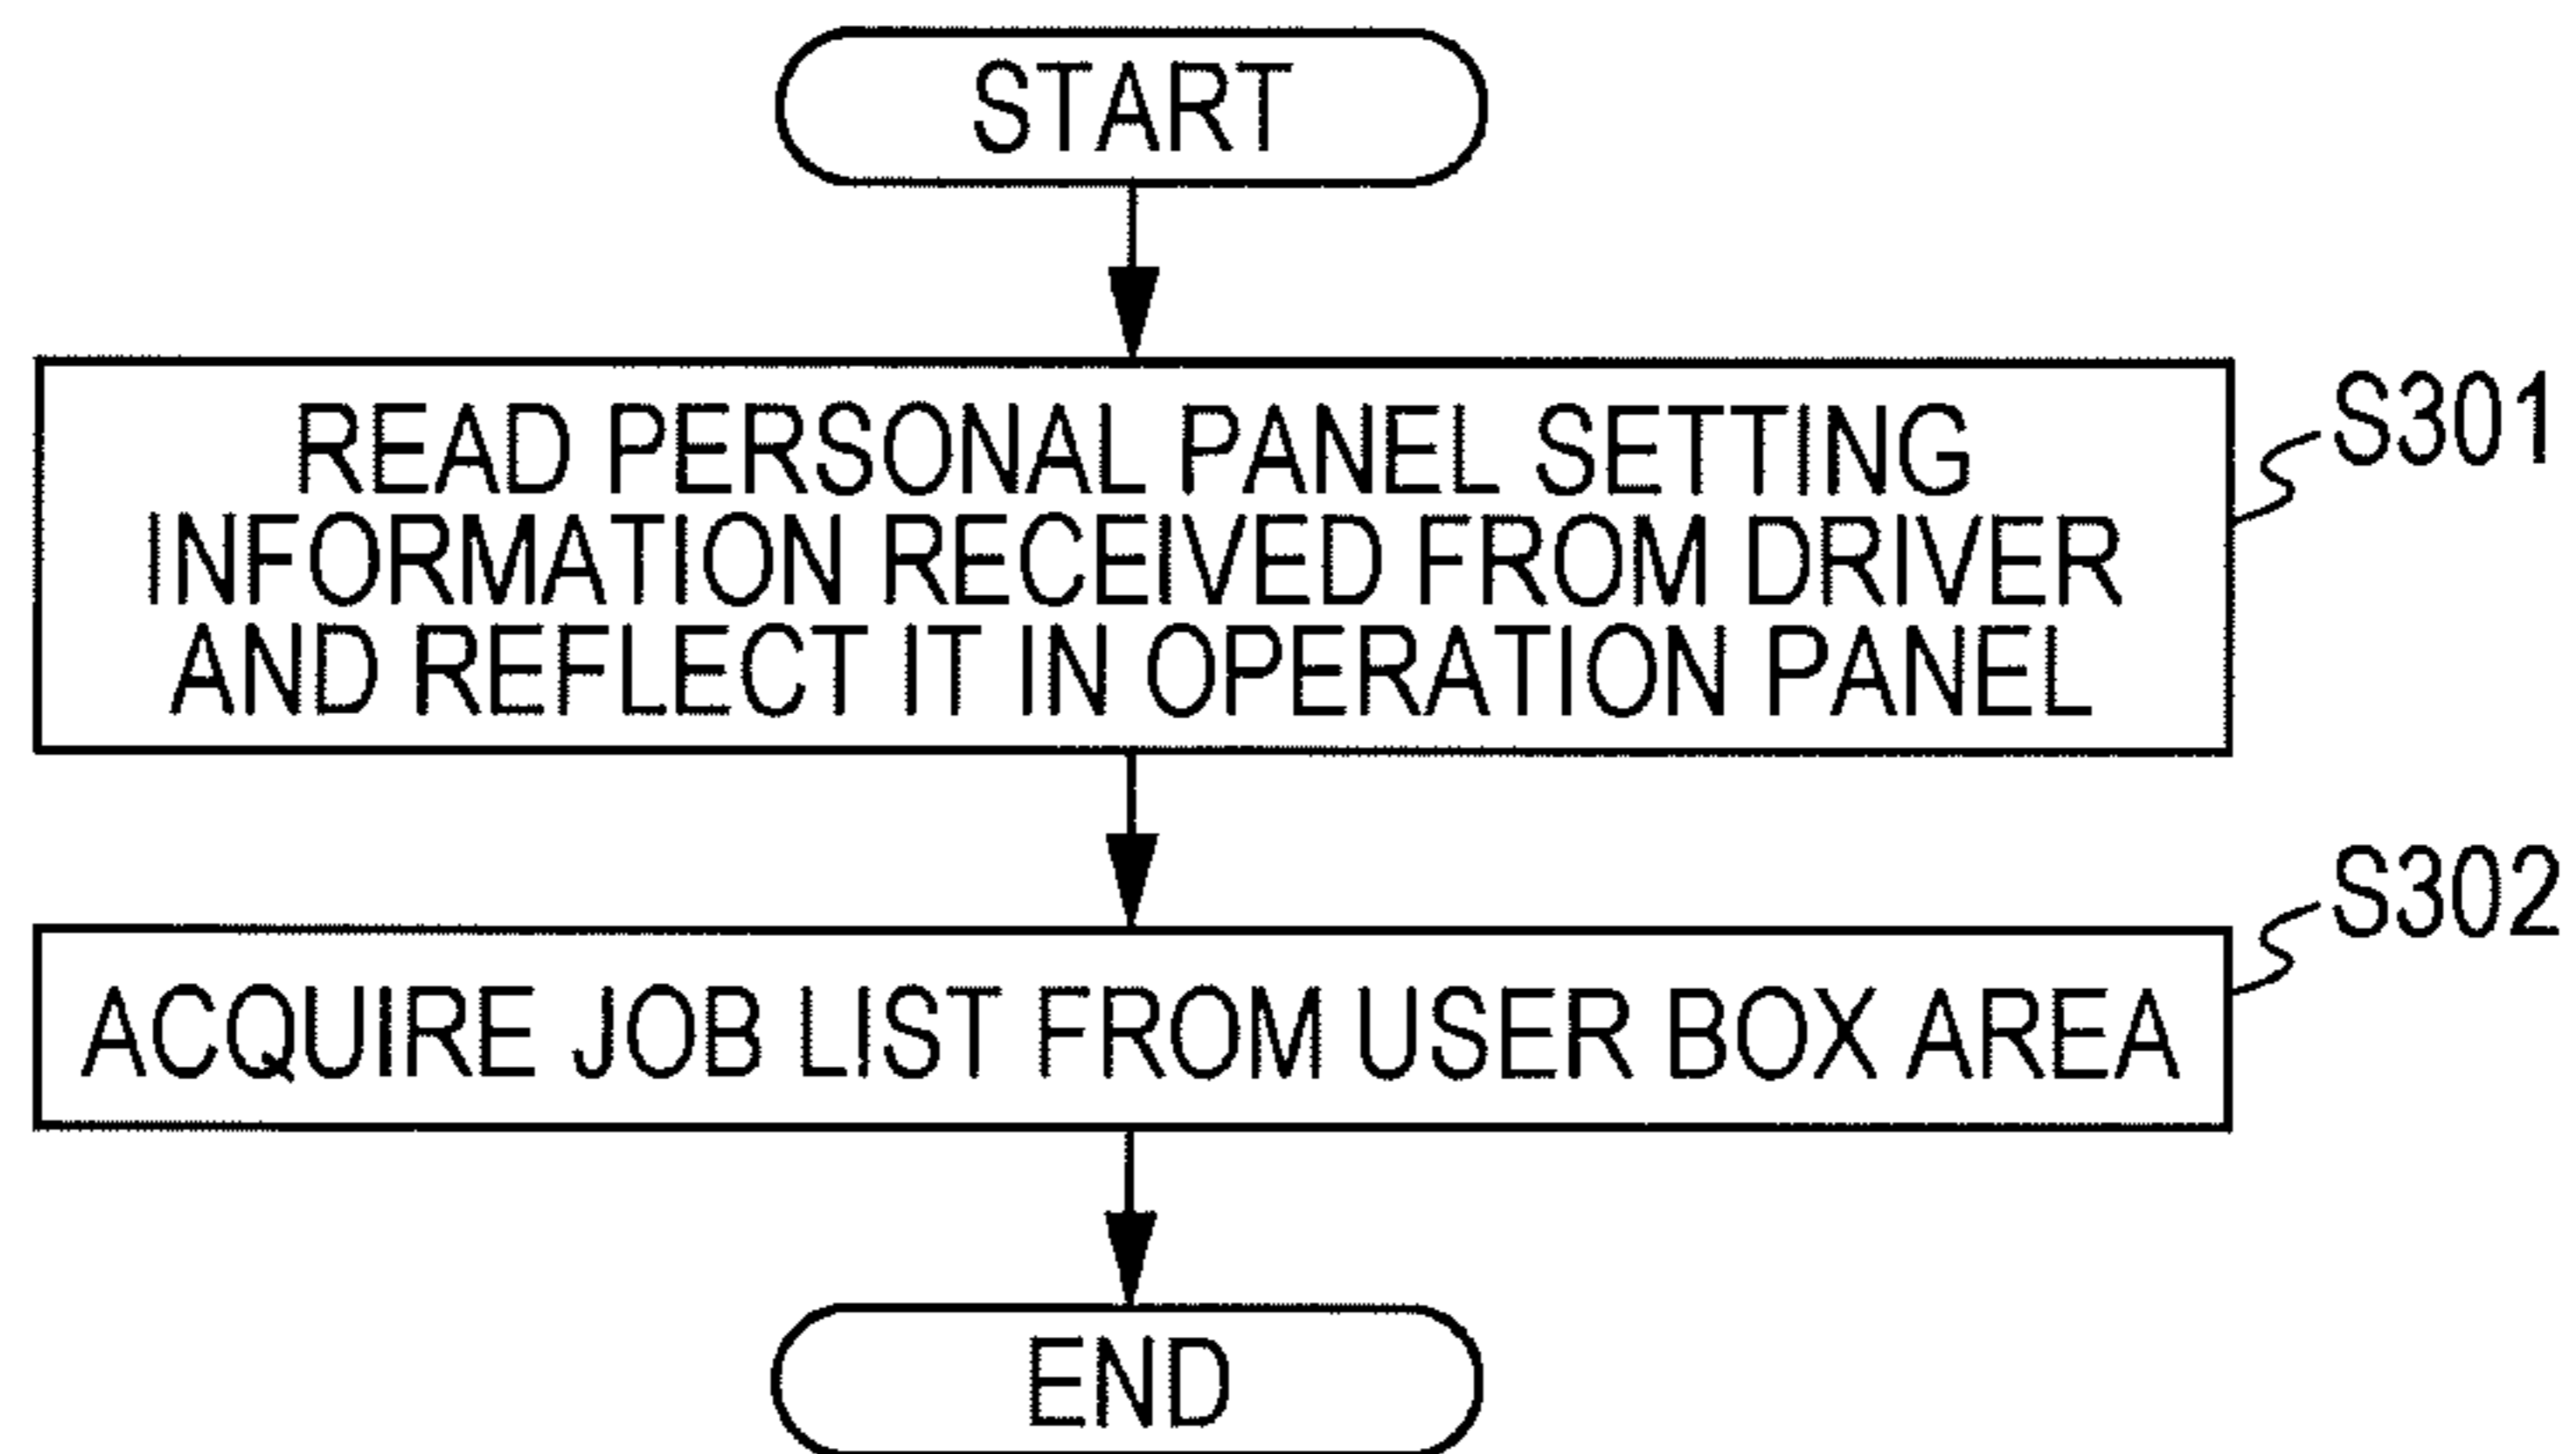 START
READ PERSONAL PANEL SETTING
INFORMATION RECEIVED FROM DRIVER
AND REFLECT IT IN OPERATION PANEL
S301
ACQUIRE JOB LIST FROM USER BOX AREA
S302
END